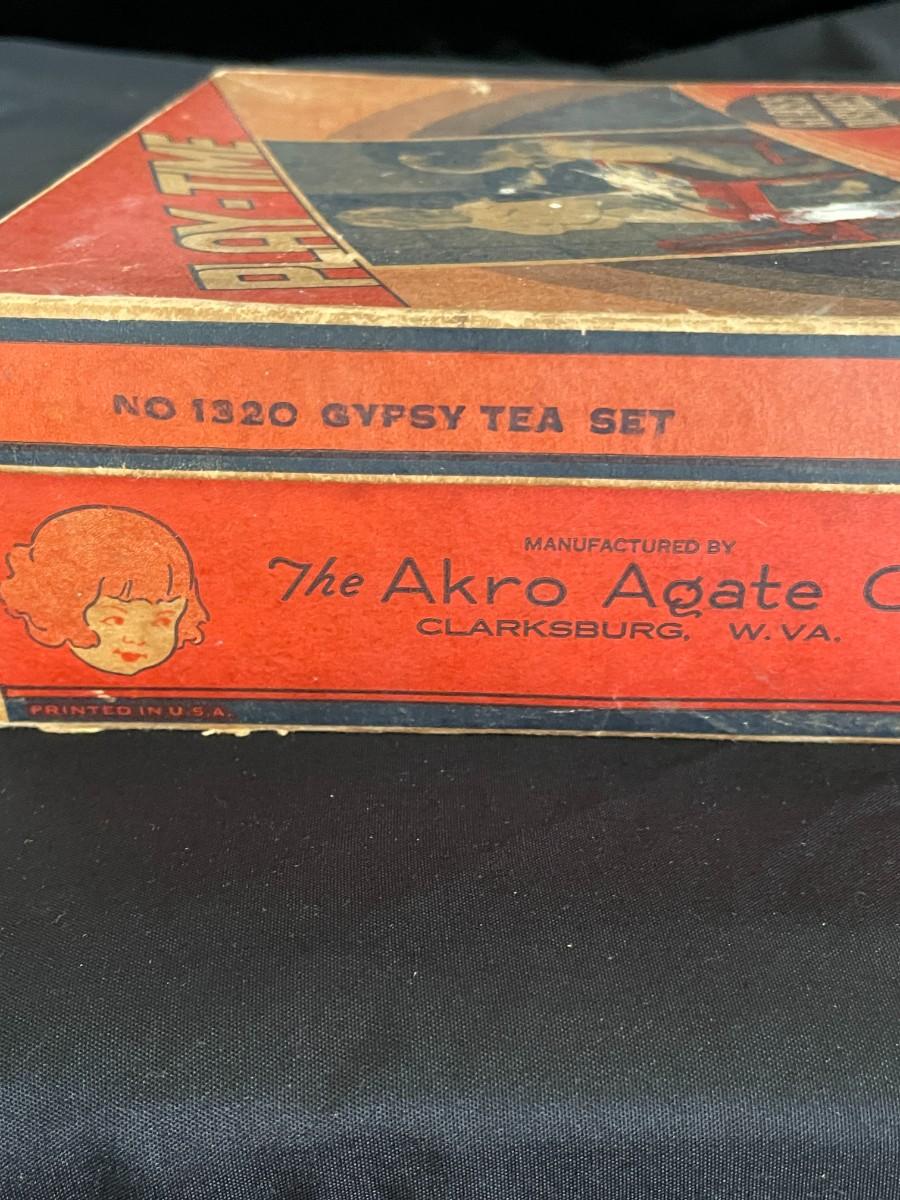 PLAY-TIME
NO 1320 GYPSY TEA SET
MANUFACTURED BY
The Akro Agate C
CLARKSBURG, W. VA.
PRINTED IN U.S.A.